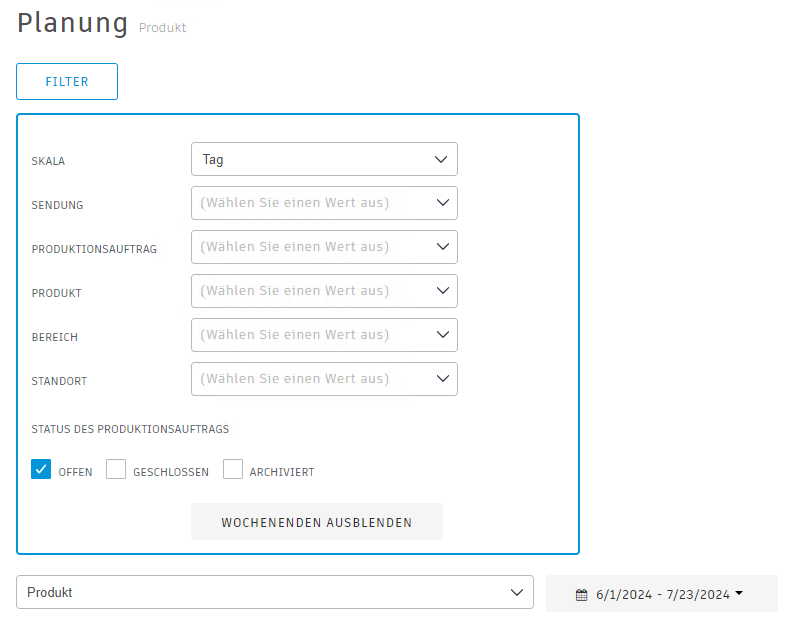 Planung Produkt
FILTER
SKALA Tag
SENDUNG (Wählen Sie einen Wert aus)
PRODUKTIONSAUFTRAG (Wählen Sie einen Wert aus)
PRODUKT (Wählen Sie einen Wert aus)
BEREICH (Wählen Sie einen Wert aus)
STANDORT (Wählen Sie einen Wert aus)
STATUS DES PRODUKTIONSAUFTRAGS
OFFEN GESCHLOSSEN ARCHIVIERT
WOCHENENDEN AUSBLENDEN
Produkt 6/1/2024 - 7/23/2024